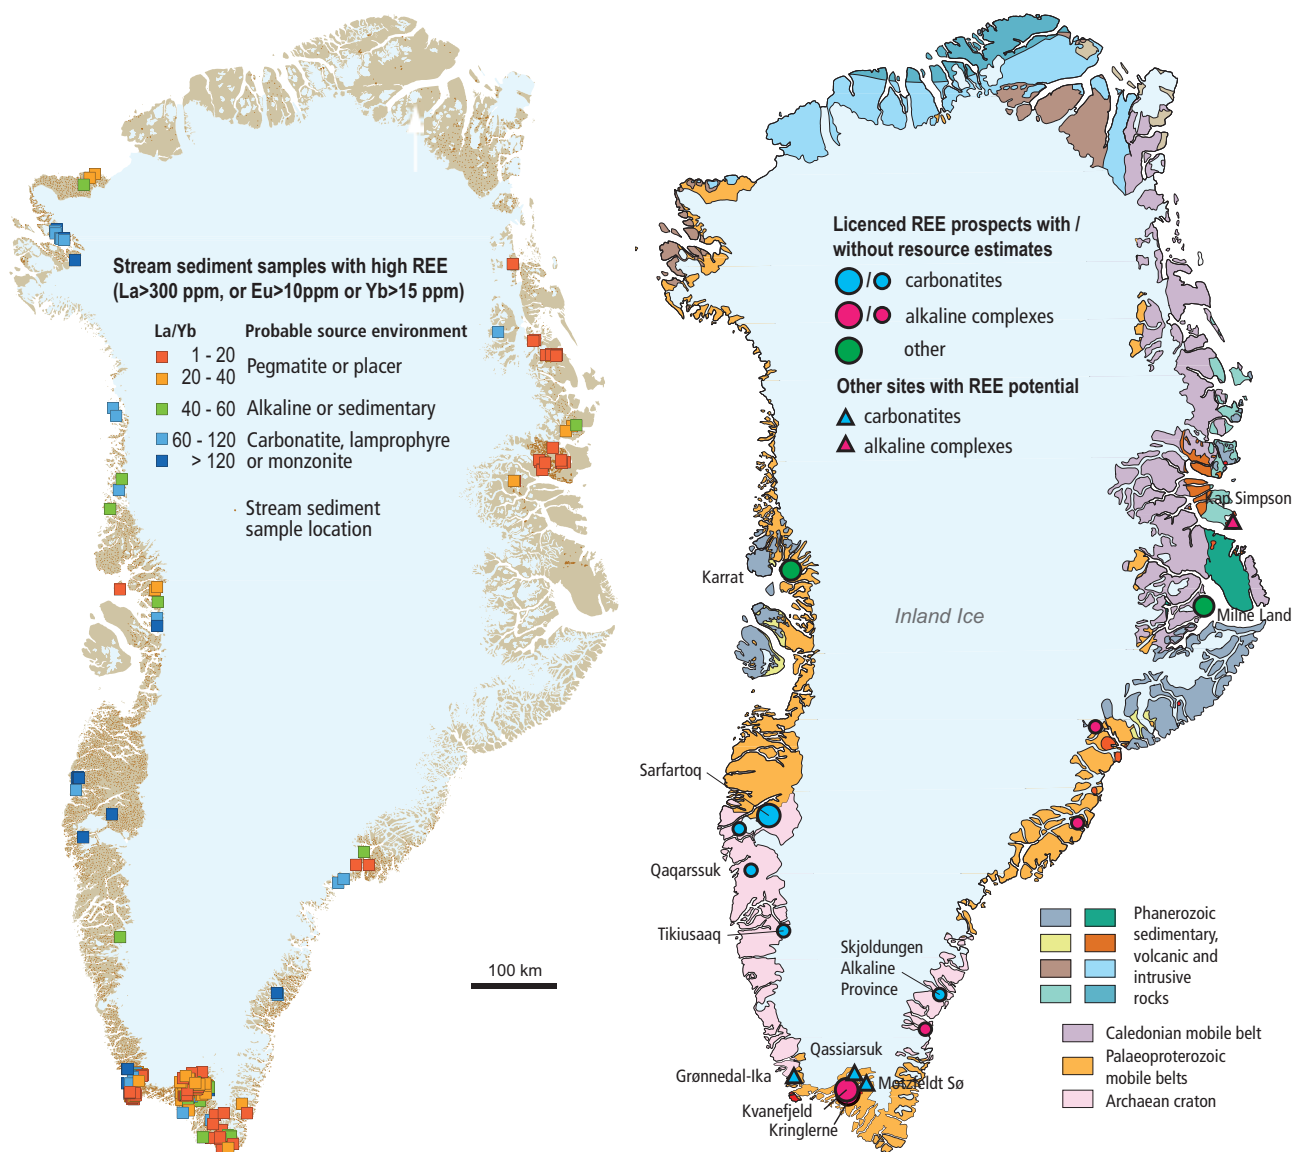 Stream sediment samples with high REE
(La>300 ppm, or Eu>10ppm or Yb>15 ppm)
La/Yb Probable source environment
1 - 20
20 - 40
Pegmatite or placer
40 - 60 Alkaline or sedimentary
60 - 120 Carbonatite, lamprophyre
> 120 or monzonite
Stream sediment
sample location
100 km
Licenced REE prospects with /
without resource estimates
/ carbonatites
/ alkaline complexes
other
Other sites with REE potential
carbonatites
alkaline complexes
Kap Simpson
Karrat
Inland Ice
Milne Land
Sarfartoq
Qaqarssuk
Tikiusaaq
Skjoldungen
Alkaline
Province
Qassiarsuk
Grønnedal-Ika
Motzfeldt Sø
Kvanefjeld
Kringlerne
Phanerozoic
sedimentary,
volcanic and
intrusive
rocks
Caledonian mobile belt
Palaeoproterozoic
mobile belts
Archaean craton